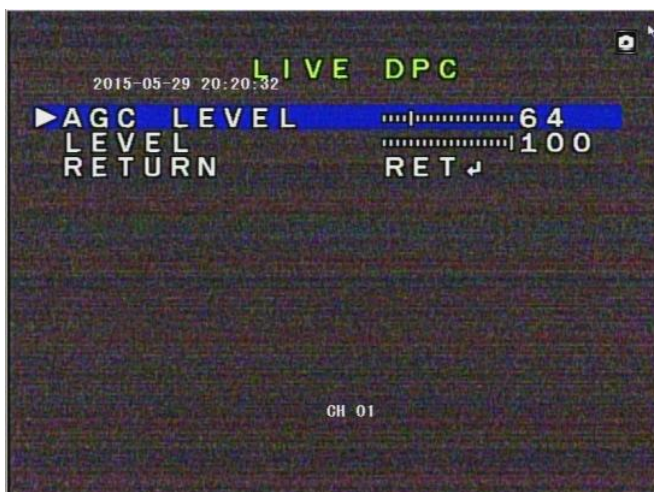 LIVE DPC
2015-05-29 20:20:32
▶AGC LEVEL 64
LEVEL 100
RETURN RET↲
CH 01